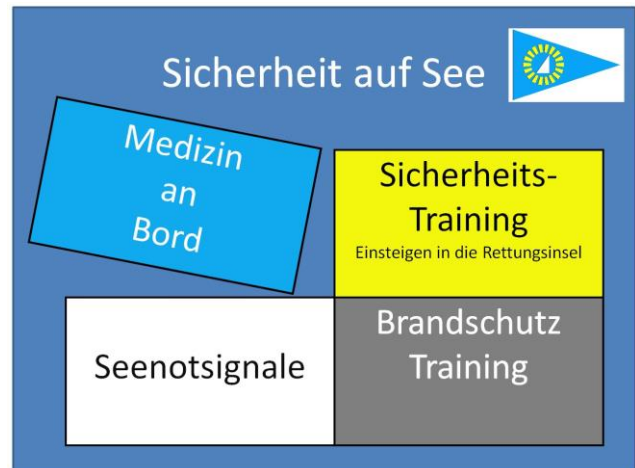 Sicherheit auf See
Medizin
an
Bord
Sicherheits-
Training
Einsteigen in die Rettungsinsel
Seenotsignale
Brandschutz
Training